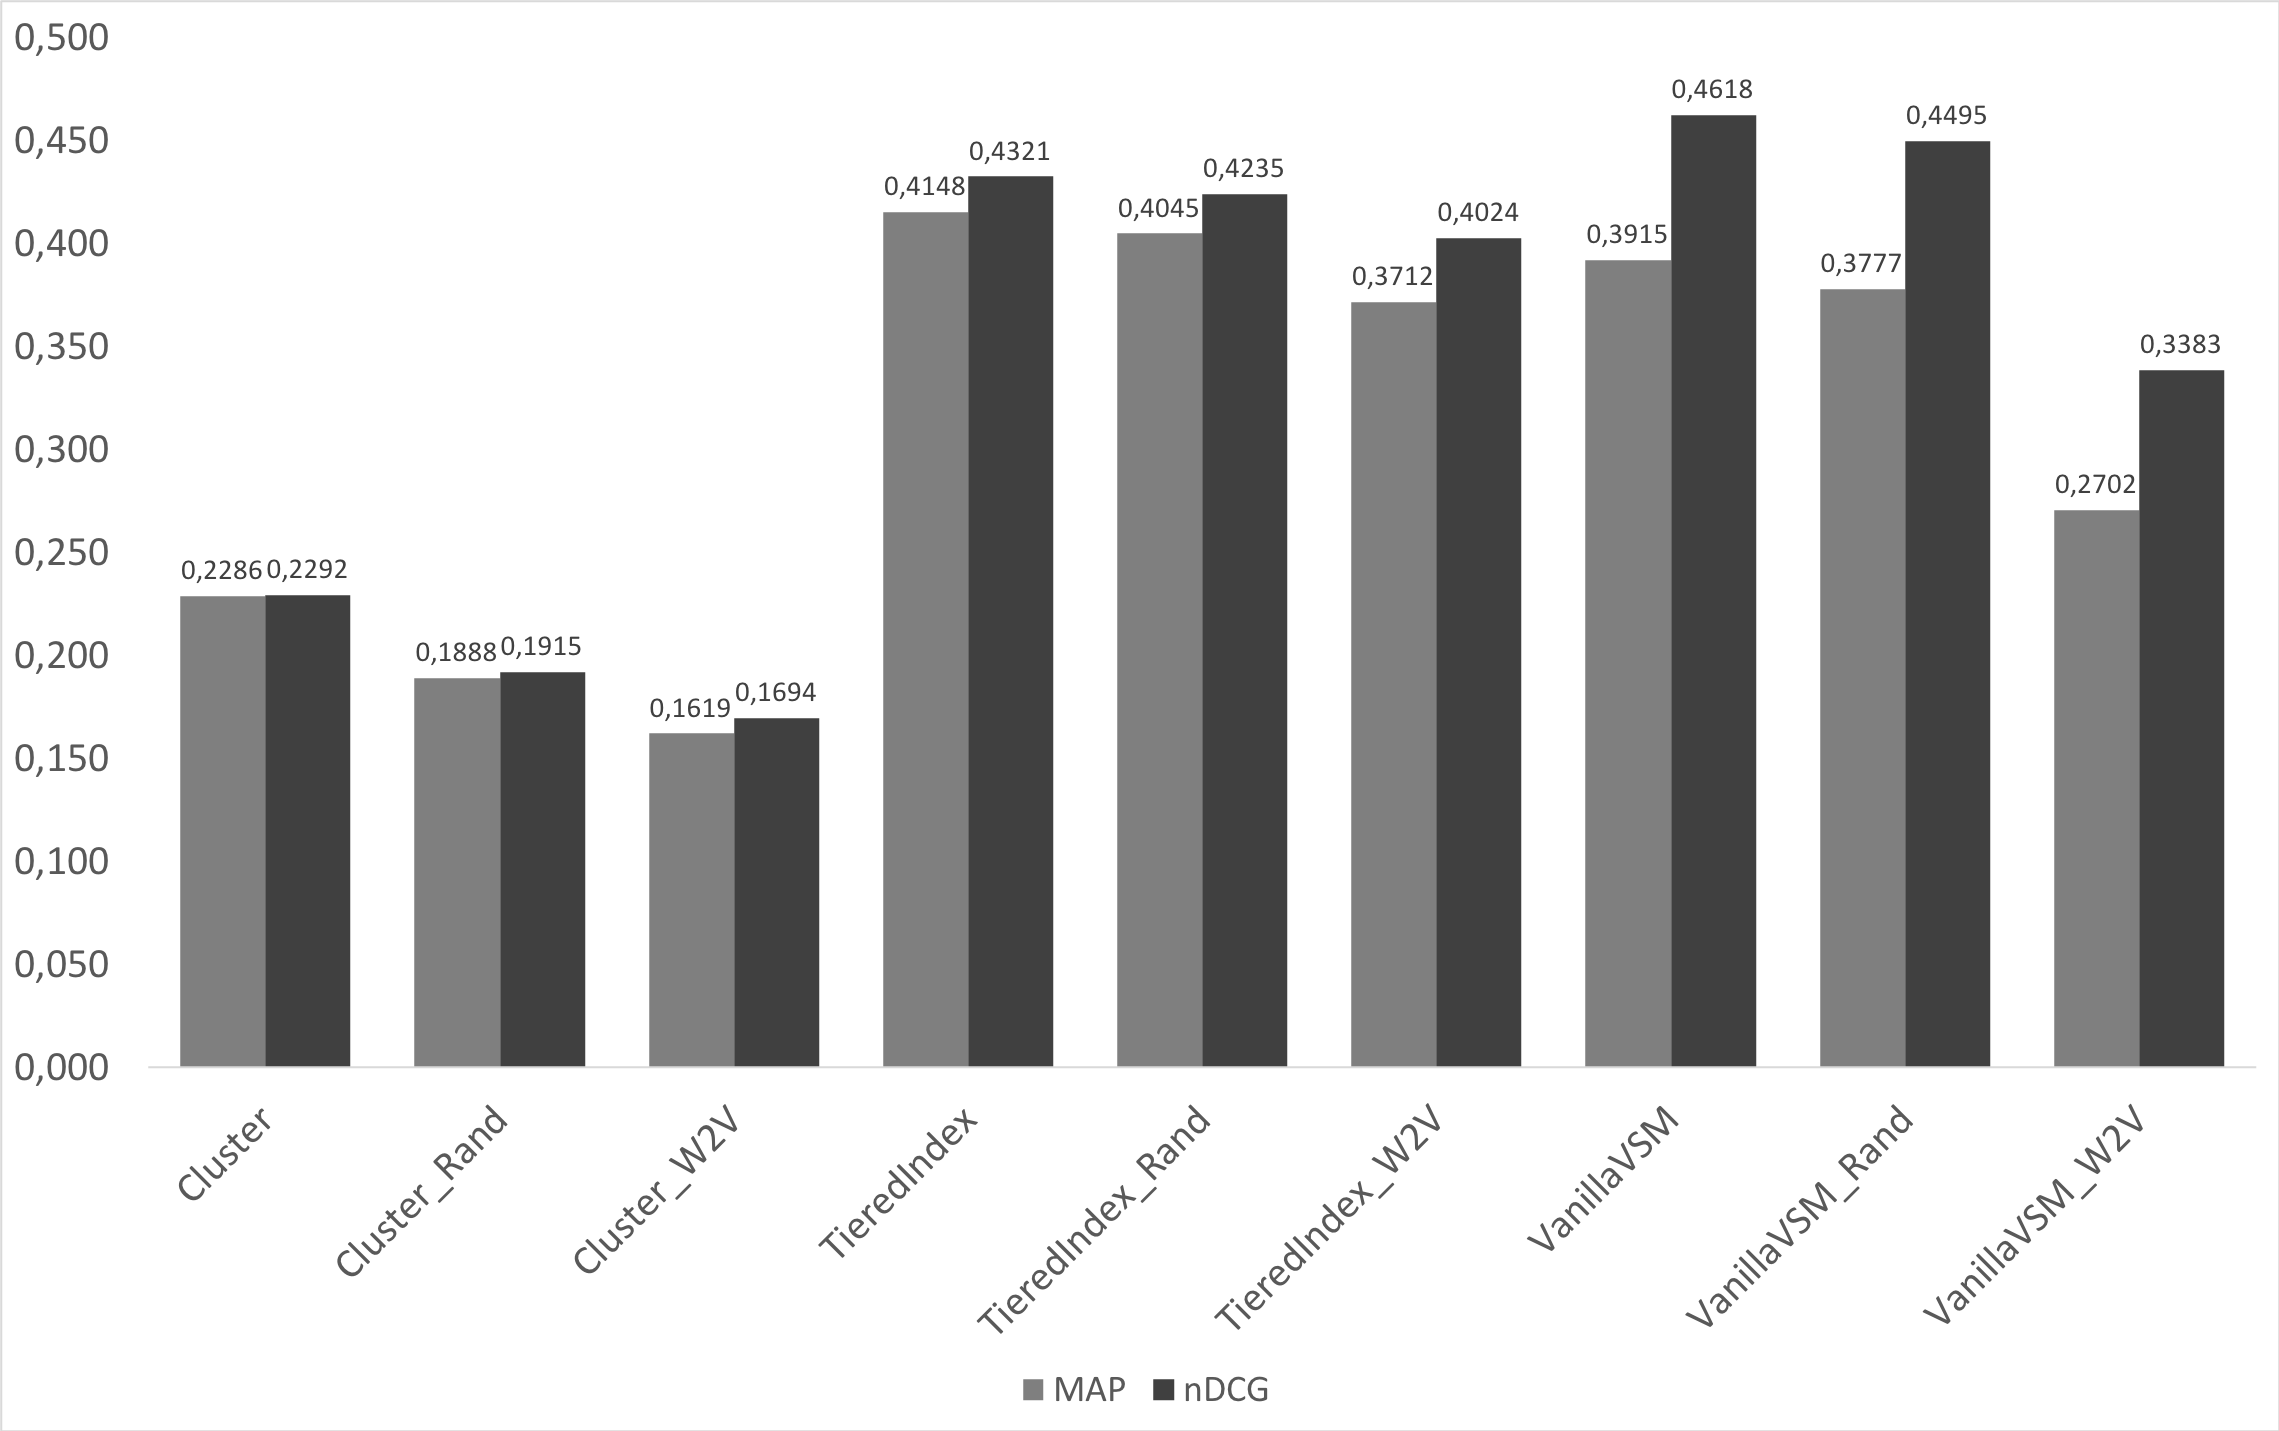 0,500
0,450
0,400
0,350
0,300
0,250
0,200
0,150
0,100
0,050
0,000
0,2286
0,2292
0,1888
0,1915
0,1619
0,1694
0,4148
0,4321
0,4045
0,4235
0,3712
0,4024
0,3915
0,4618
0,3777
0,4495
0,2702
0,3383
Cluster
Cluster_Rand
Cluster_W2V
TieredIndex
TieredIndex_Rand
TieredIndex_W2V
VanillaVSM
VanillaVSM_Rand
VanillaVSM_W2V
MAP nDCG